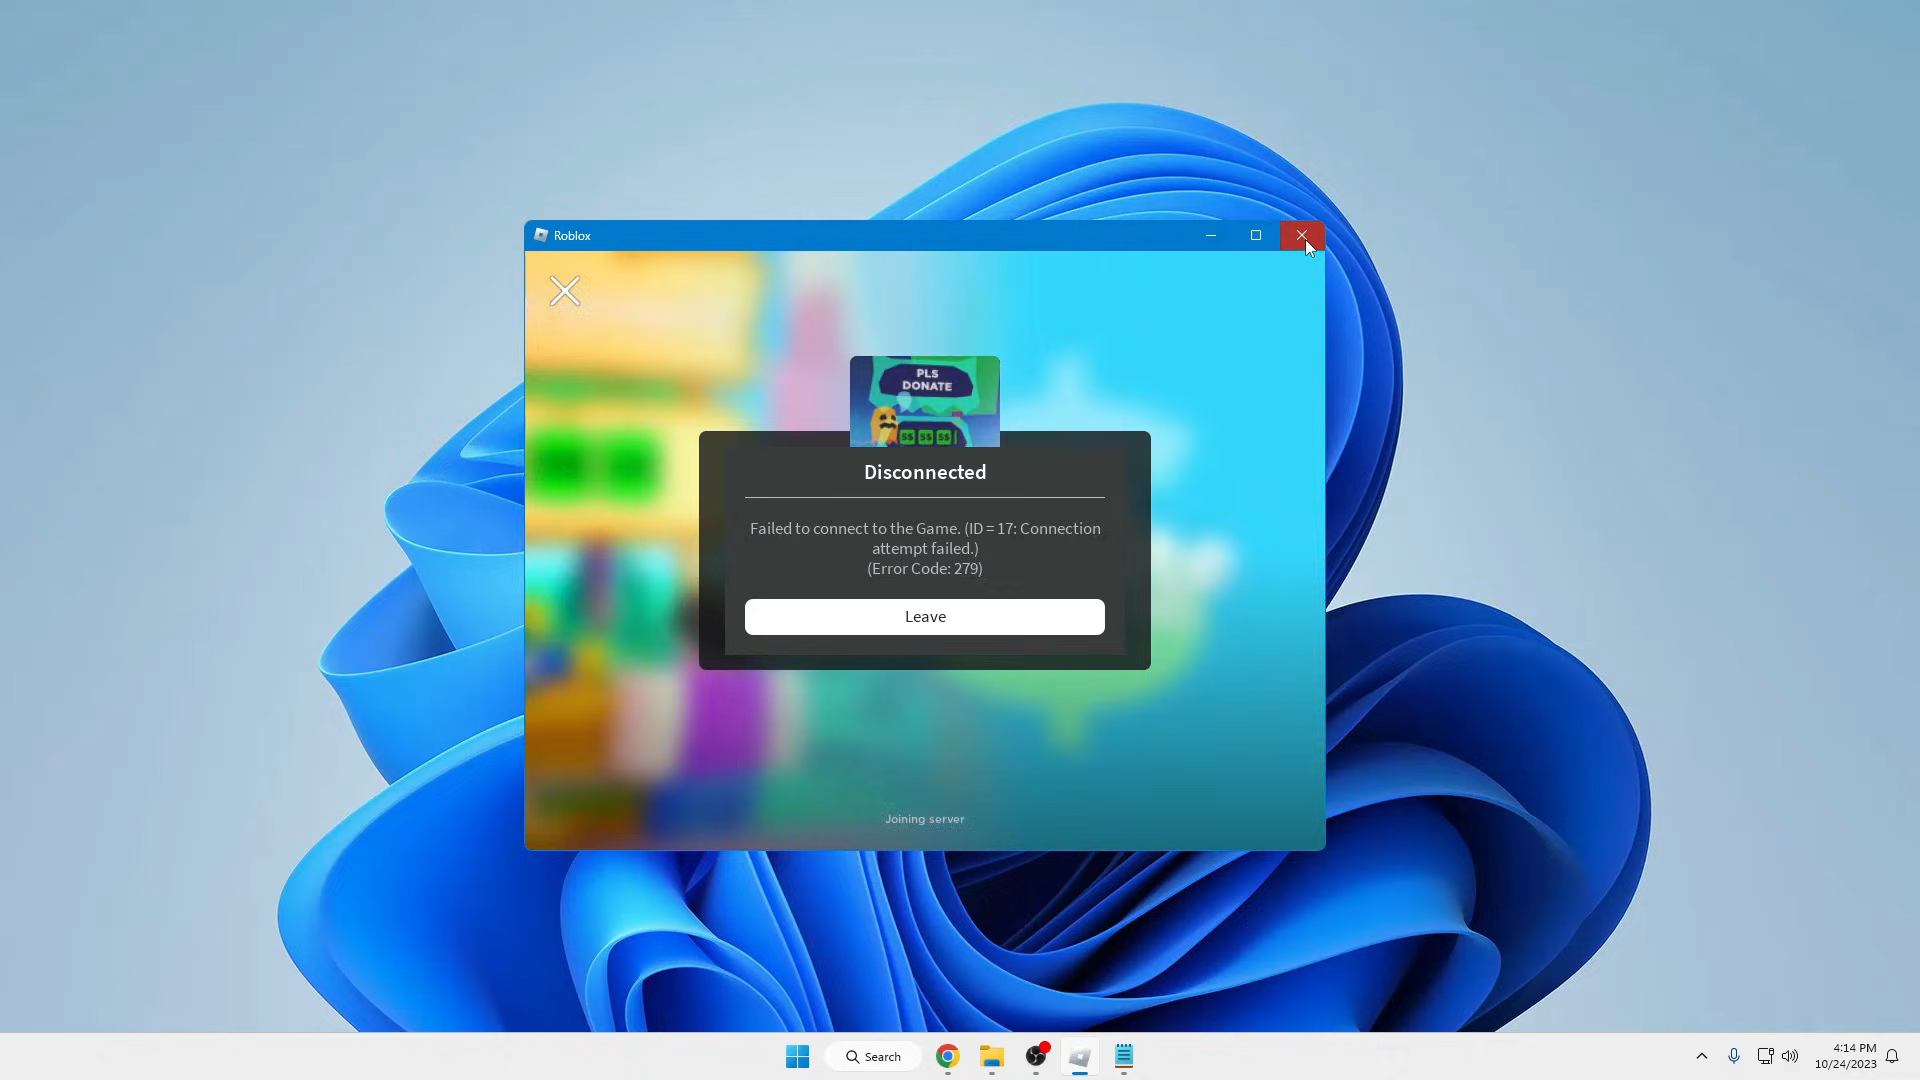 Roblox
PLS
DONATE
$$ $$ $$
Disconnected
Failed to connect to the Game. (ID = 17: Connection
attempt failed.)
(Error Code: 279)
Leave
Joining server
Search
4:14 PM
10/24/2023